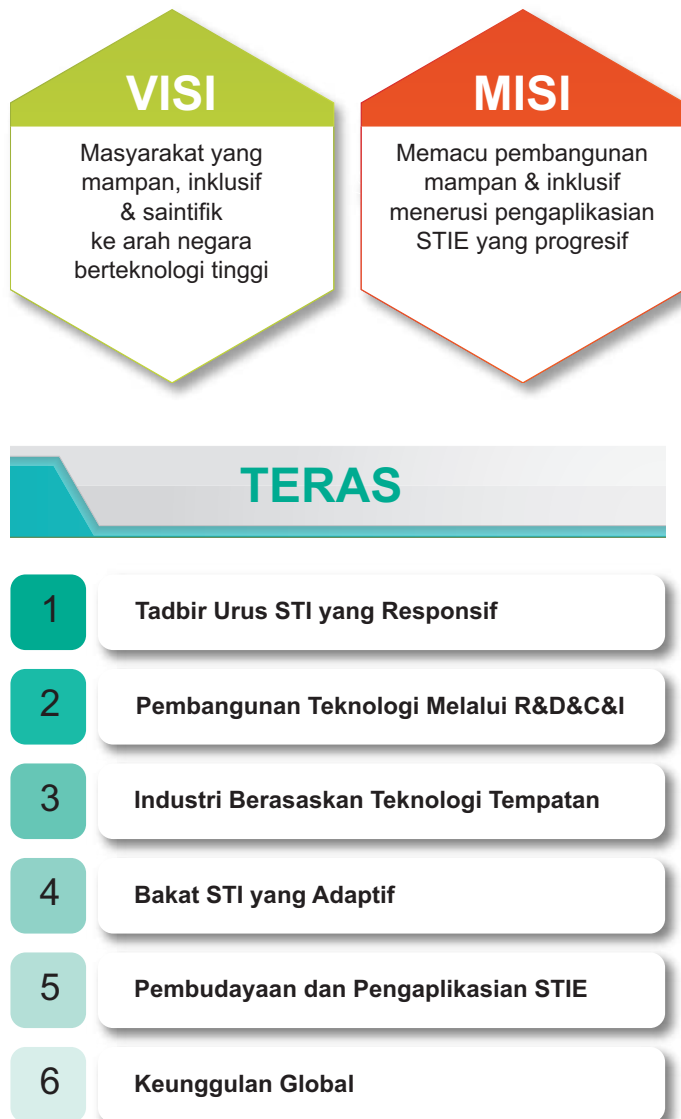 VISI
Masyarakat yang
mampan, inklusif
& saintifik
ke arah negara
berteknologi tinggi
MISI
Memacu pembangunan
mampan & inklusif
menerusi pengaplikasian
STIE yang progresif
TERAS
1 Tadbir Urus STI yang Responsif
2 Pembangunan Teknologi Melalui R&D&C&I
3 Industri Berasaskan Teknologi Tempatan
4 Bakat STI yang Adaptif
5 Pembudayaan dan Pengaplikasian STIE
6 Keunggulan Global